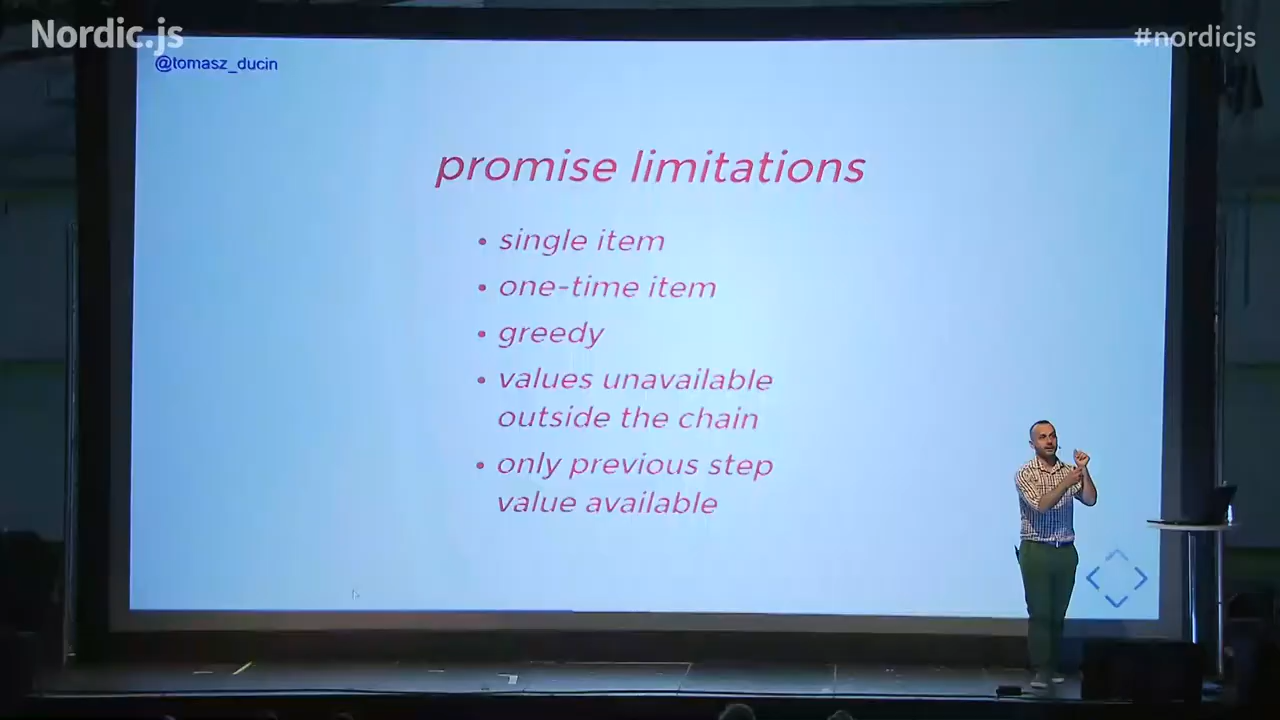 Nordic.js
#nordicjs
@tomasz_ducin
promise limitations
• single item
• one-time item
• greedy
• values unavailable
outside the chain
• only previous step
value available